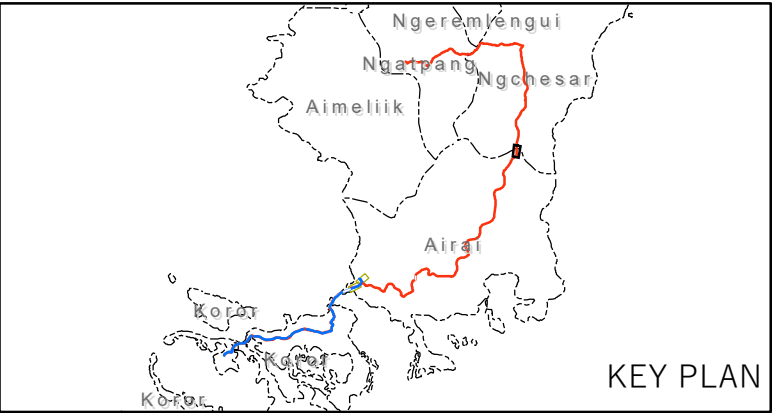 Ngeremlengui
Ngatpang
Ngchesar
Aimeliik
Airai
Koror
Koror
KEY PLAN
Koror